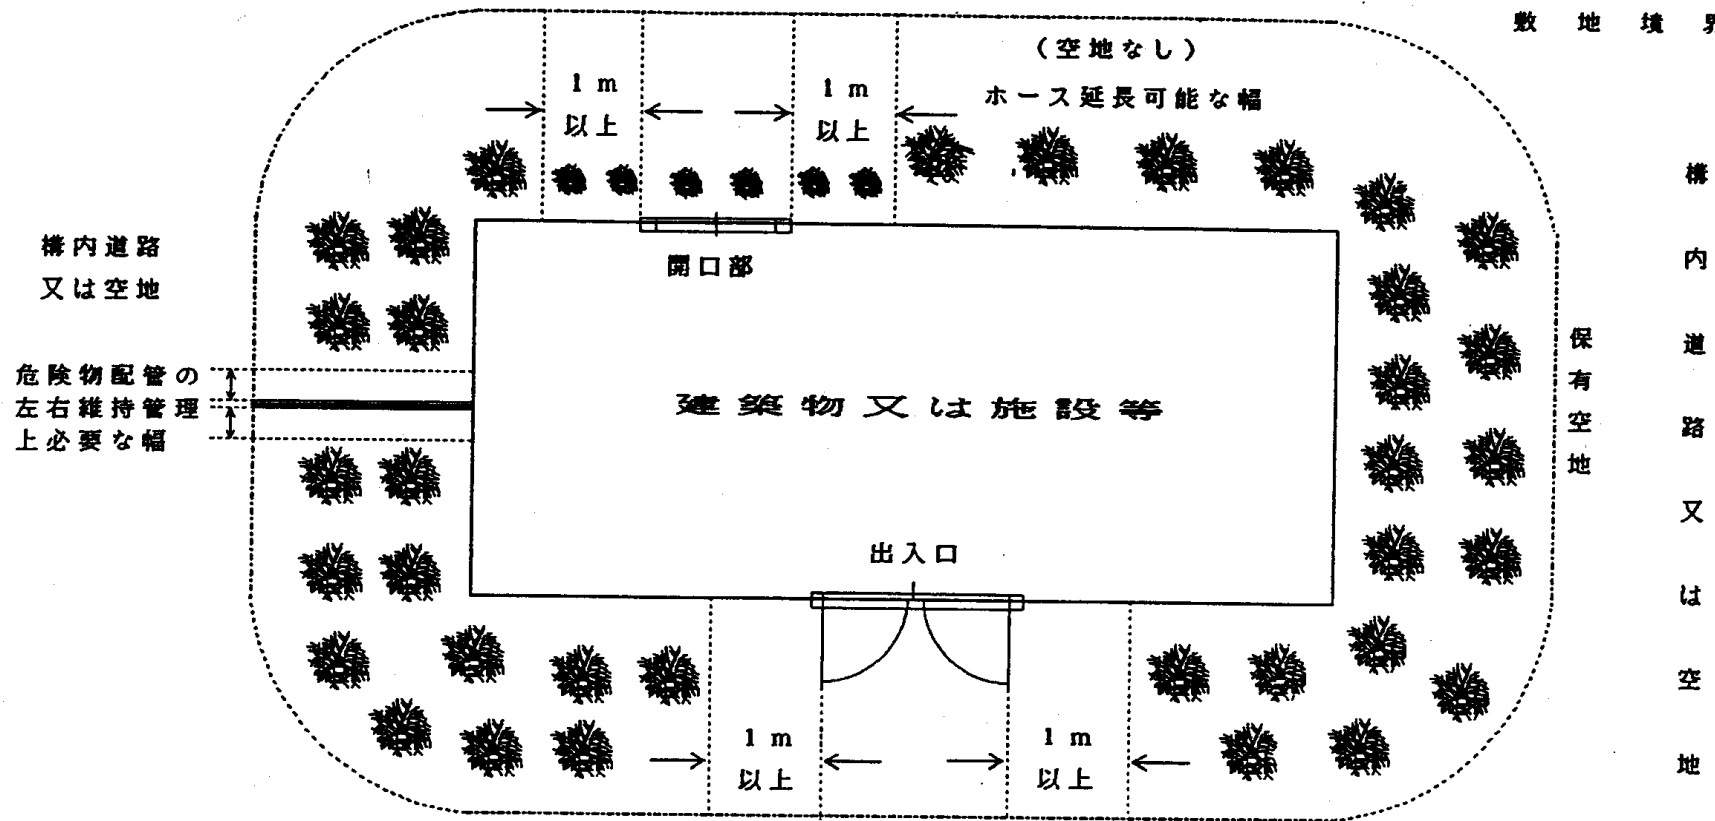 敷地境界
(空地なし)
ホース延長可能な幅
1m
以上
1m
以上
構内道路
又は空地
開口部
危険物配管の
左右維持管理
上必要な幅
建築物又は施設等
保有空地
構内道路又は空地
出入口
1m
以上
1m
以上